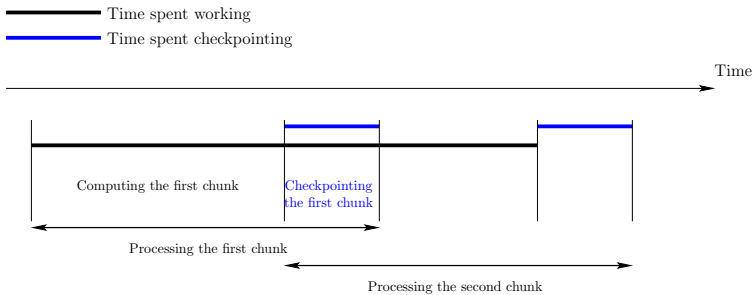 Time spent working
Time spent checkpointing
Time
Computing the first chunk
Checkpointing
the first chunk
Processing the first chunk
Processing the second chunk